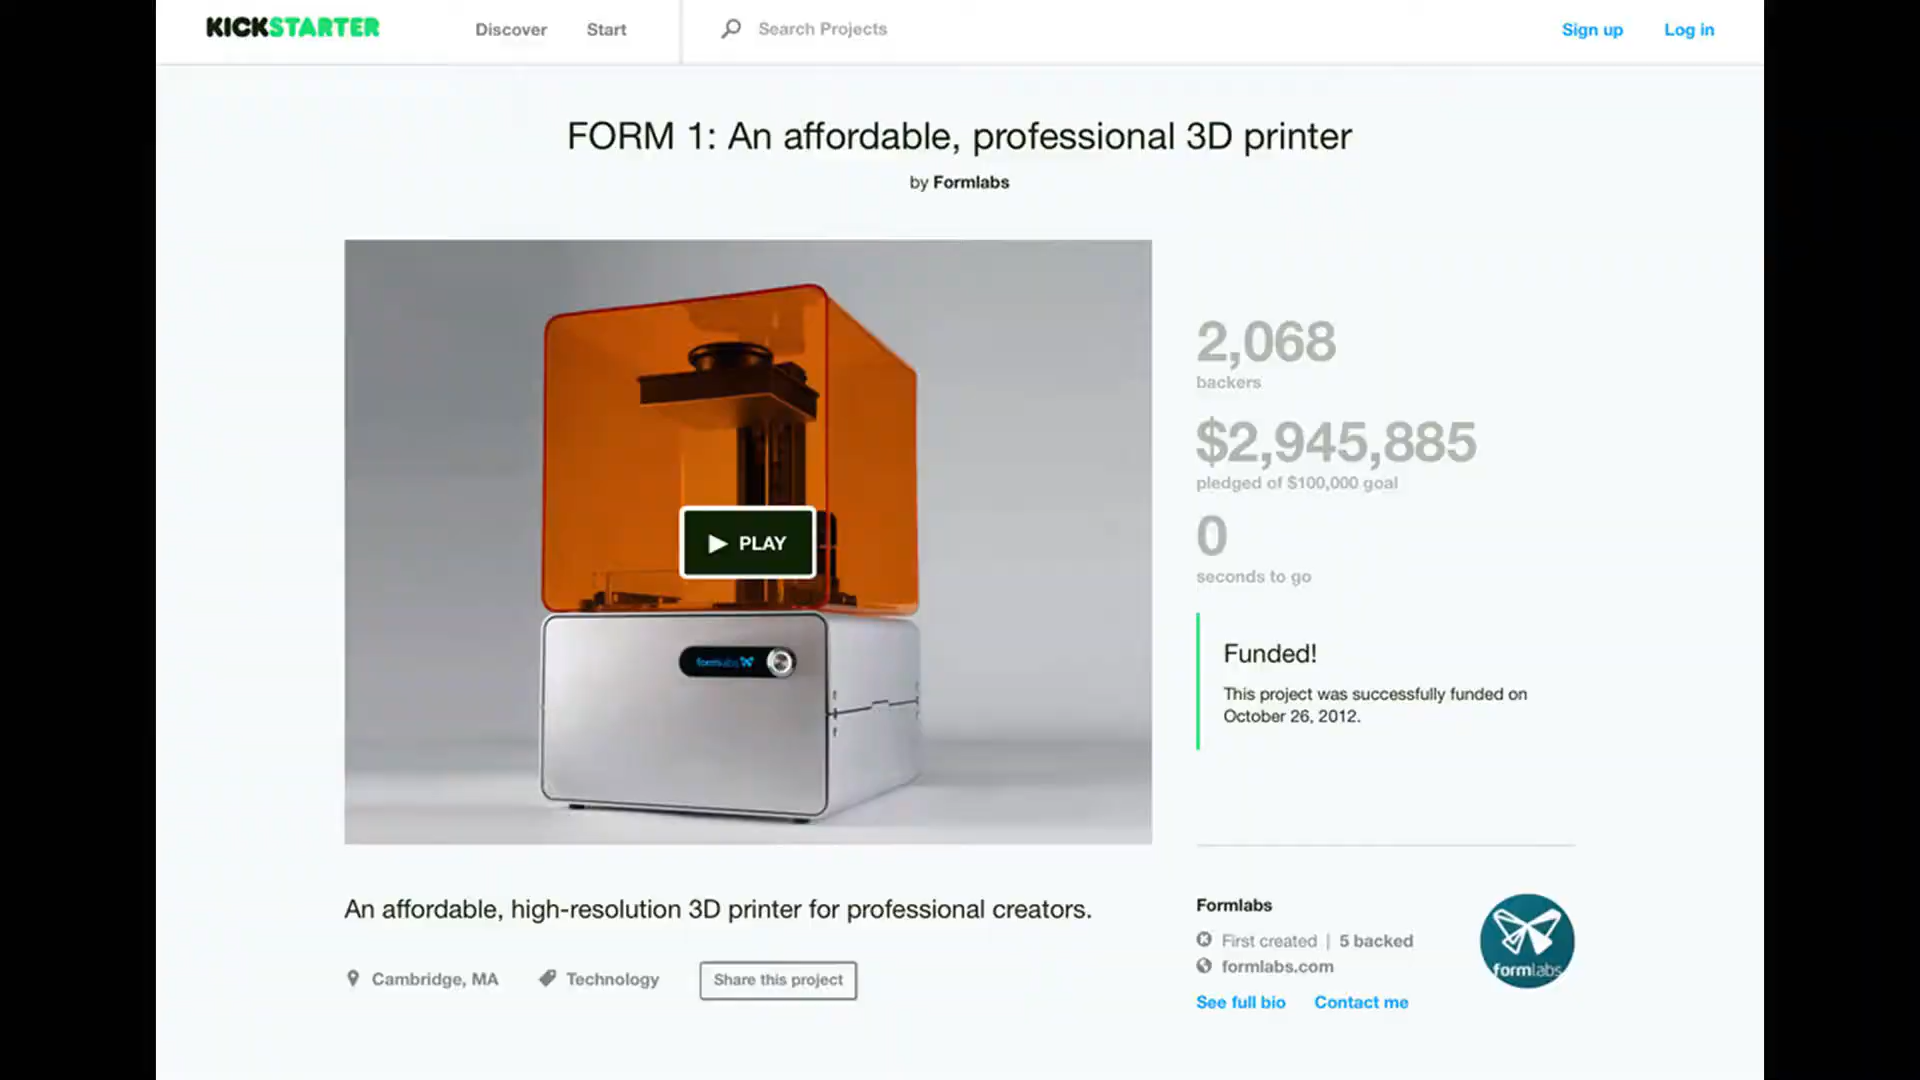 KICKSTARTER
Discover
Start
Search Projects
Sign up
Log in
FORM 1: An affordable, professional 3D printer
by Formlabs
PLAY
formlabs
2,068
backers
$2,945,885
pledged of $100,000 goal
0
seconds to go
Funded!
This project was successfully funded on
October 26, 2012.
An affordable, high-resolution 3D printer for professional creators.
Cambridge, MA
Technology
Share this project
Formlabs
First created | 5 backed
formlabs.com
See full bio
Contact me
formlabs